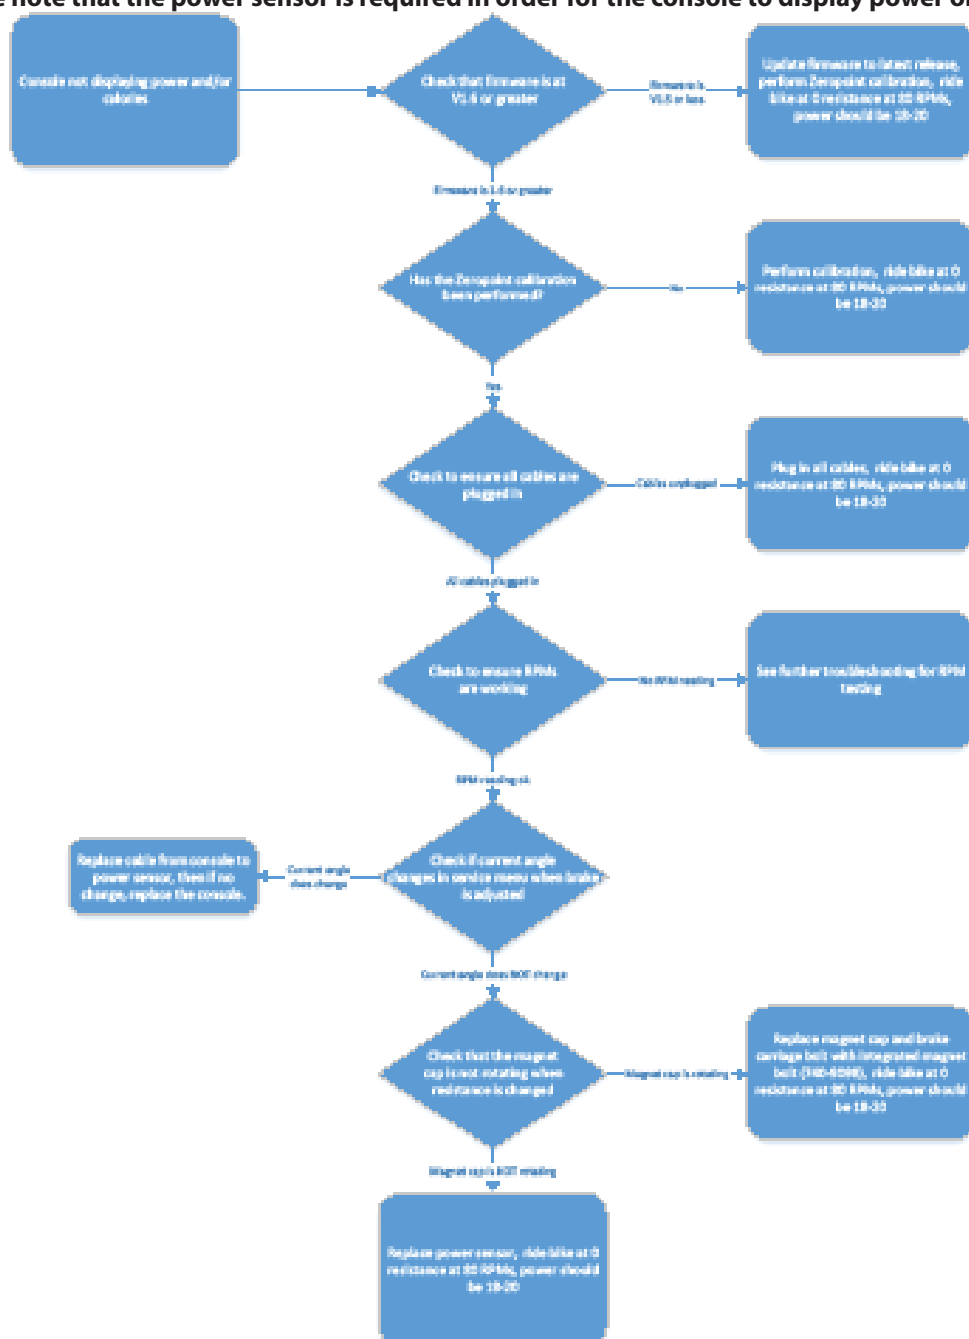 note that the power sensor is required in order for the console to display power
Console not displaying power and/or
calories
Check that firmware is at
V1.6 or greater
Firmware is
or less
Update firmware to latest release,
perform Zeropoint calibration, ride
bike at 0 resistance at 80 RPMs,
power should be 18-20
Firmware is 1.6 or greater
Has the Zeropoint calibration
been performed?
No
Perform calibration, ride bike at 0
resistance at 80 RPMs, power should
be 18-20
Yes
Check to ensure all cables are
plugged in
Cables unplugged
Plug in all cables, ride bike at 0
resistance at 80 RPMs, power should
be 18-20
All cables plugged in
Check to ensure RPMs
are working
No RPM reading
See further troubleshooting for RPM
testing
RPM reading ok
Check if current angle
changes in service menu when brake
is adjusted
Current angle
does change
Replace cable from console to
power sensor, then if no
change, replace the console.
Current angle does NOT change
Check that the magnet
cap is not rotating when
resistance is changed
Magnet cap is rotating
Replace magnet cap and brake
carriage bolt with integrated magnet
bolt ride bike at 0
resistance at 80 RPMs, power should
be 18-20
Magnet cap is NOT rotating
Replace power sensor, ride bike at 0
resistance at 80 RPMs, power should
be 18-20